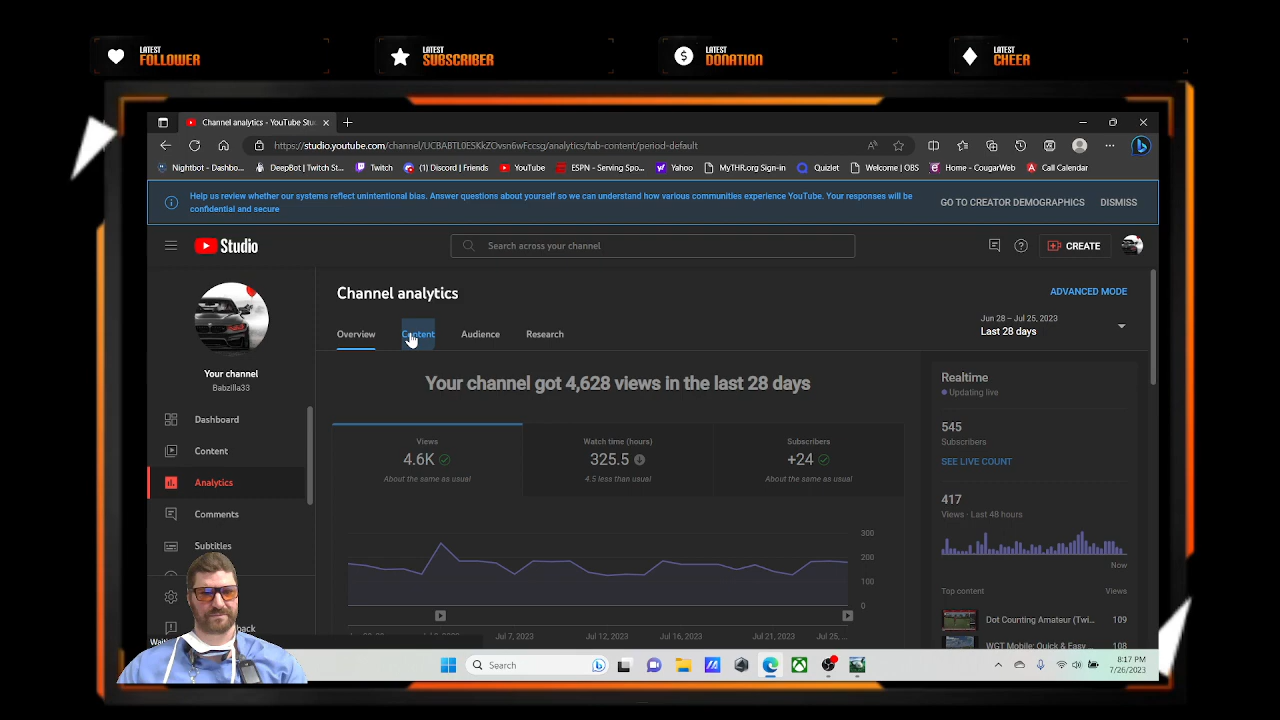 LATEST
FOLLOWER
LATEST
SUBSCRIBER
LATEST
DONATION
LATEST
CHEER
Channel analytics - YouTube Stu
https://studio.youtube.com/channel/UCBABTL0ESKkZOvsn6wFccsg/analytics/tab-content/period-default
Nightbot - Dashbo... DeepBot | Twitch St... Twitch (1) Discord | Friends YouTube ESPN - Serving Spo... Yahoo MyTHR.org Sign-in Quizlet Welcome | OBS Home - CougarWeb Call Calendar
Help us review whether our systems reflect unintentional bias. Answer questions about yourself so we can understand how various communities experience YouTube. Your responses will be
confidential and secure
GO TO CREATOR DEMOGRAPHICS DISMISS
Studio
Search across your channel
CREATE
Your channel
Babzilla33
Dashboard
Content
Analytics
Comments
Subtitles
Channel analytics
ADVANCED MODE
Overview Content Audience Research
Jun 28 – Jul 25, 2023
Last 28 days
Your channel got 4,628 views in the last 28 days
Views
4.6K
About the same as usual
Watch time (hours)
325.5
4.5 less than usual
Subscribers
+24
About the same as usual
300
200
100
0
Jul 7, 2023 Jul 12, 2023 Jul 16, 2023 Jul 21, 2023 Jul 25, ...
Realtime
Updating live
545
Subscribers
SEE LIVE COUNT
417
Views · Last 48 hours
Now
Top content Views
Dot Counting Amateur (Twi... 109
WGT Mobile: Quick & Easy 108
Search
8:17 PM
7/26/2023